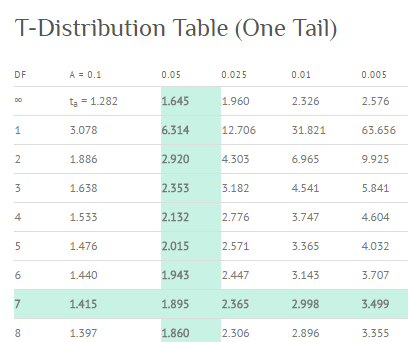 T-Distribution Table (One Tail)
DF A = 0.1 0.05 0.025 0.01 0.005
∞ ta = 1.282 1.645 1.960 2.326 2.576
1 3.078 6.314 12.706 31.821 63.656
2 1.886 2.920 4.303 6.965 9.925
3 1.638 2.353 3.182 4.541 5.841
4 1.533 2.132 2.776 3.747 4.604
5 1.476 2.015 2.571 3.365 4.032
6 1.440 1.943 2.447 3.143 3.707
7 1.415 1.895 2.365 2.998 3.499
8 1.397 1.860 2.306 2.896 3.355